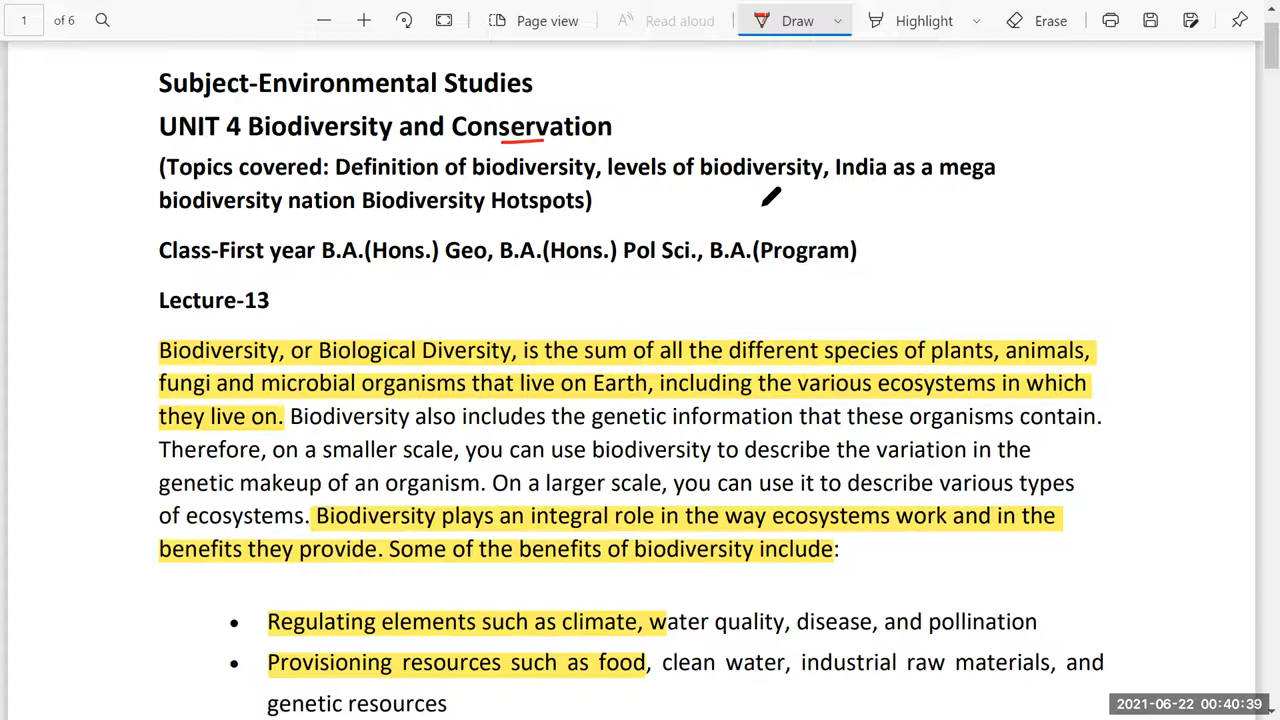 1 of 6 Page view Read aloud Draw Highlight Erase
Subject-Environmental Studies
UNIT 4 Biodiversity and Conservation
(Topics covered: Definition of biodiversity, levels of biodiversity, India as a mega
biodiversity nation Biodiversity Hotspots)
Class-First year B.A.(Hons.) Geo, B.A.(Hons.) Pol Sci., B.A.(Program)
Lecture-13
Biodiversity, or Biological Diversity, is the sum of all the different species of plants, animals,
fungi and microbial organisms that live on Earth, including the various ecosystems in which
they live on. Biodiversity also includes the genetic information that these organisms contain.
Therefore, on a smaller scale, you can use biodiversity to describe the variation in the
genetic makeup of an organism. On a larger scale, you can use it to describe various types
of ecosystems. Biodiversity plays an integral role in the way ecosystems work and in the
benefits they provide. Some of the benefits of biodiversity include:
• Regulating elements such as climate, water quality, disease, and pollination
• Provisioning resources such as food, clean water, industrial raw materials, and
genetic resources
2021-06-22 00:40:39